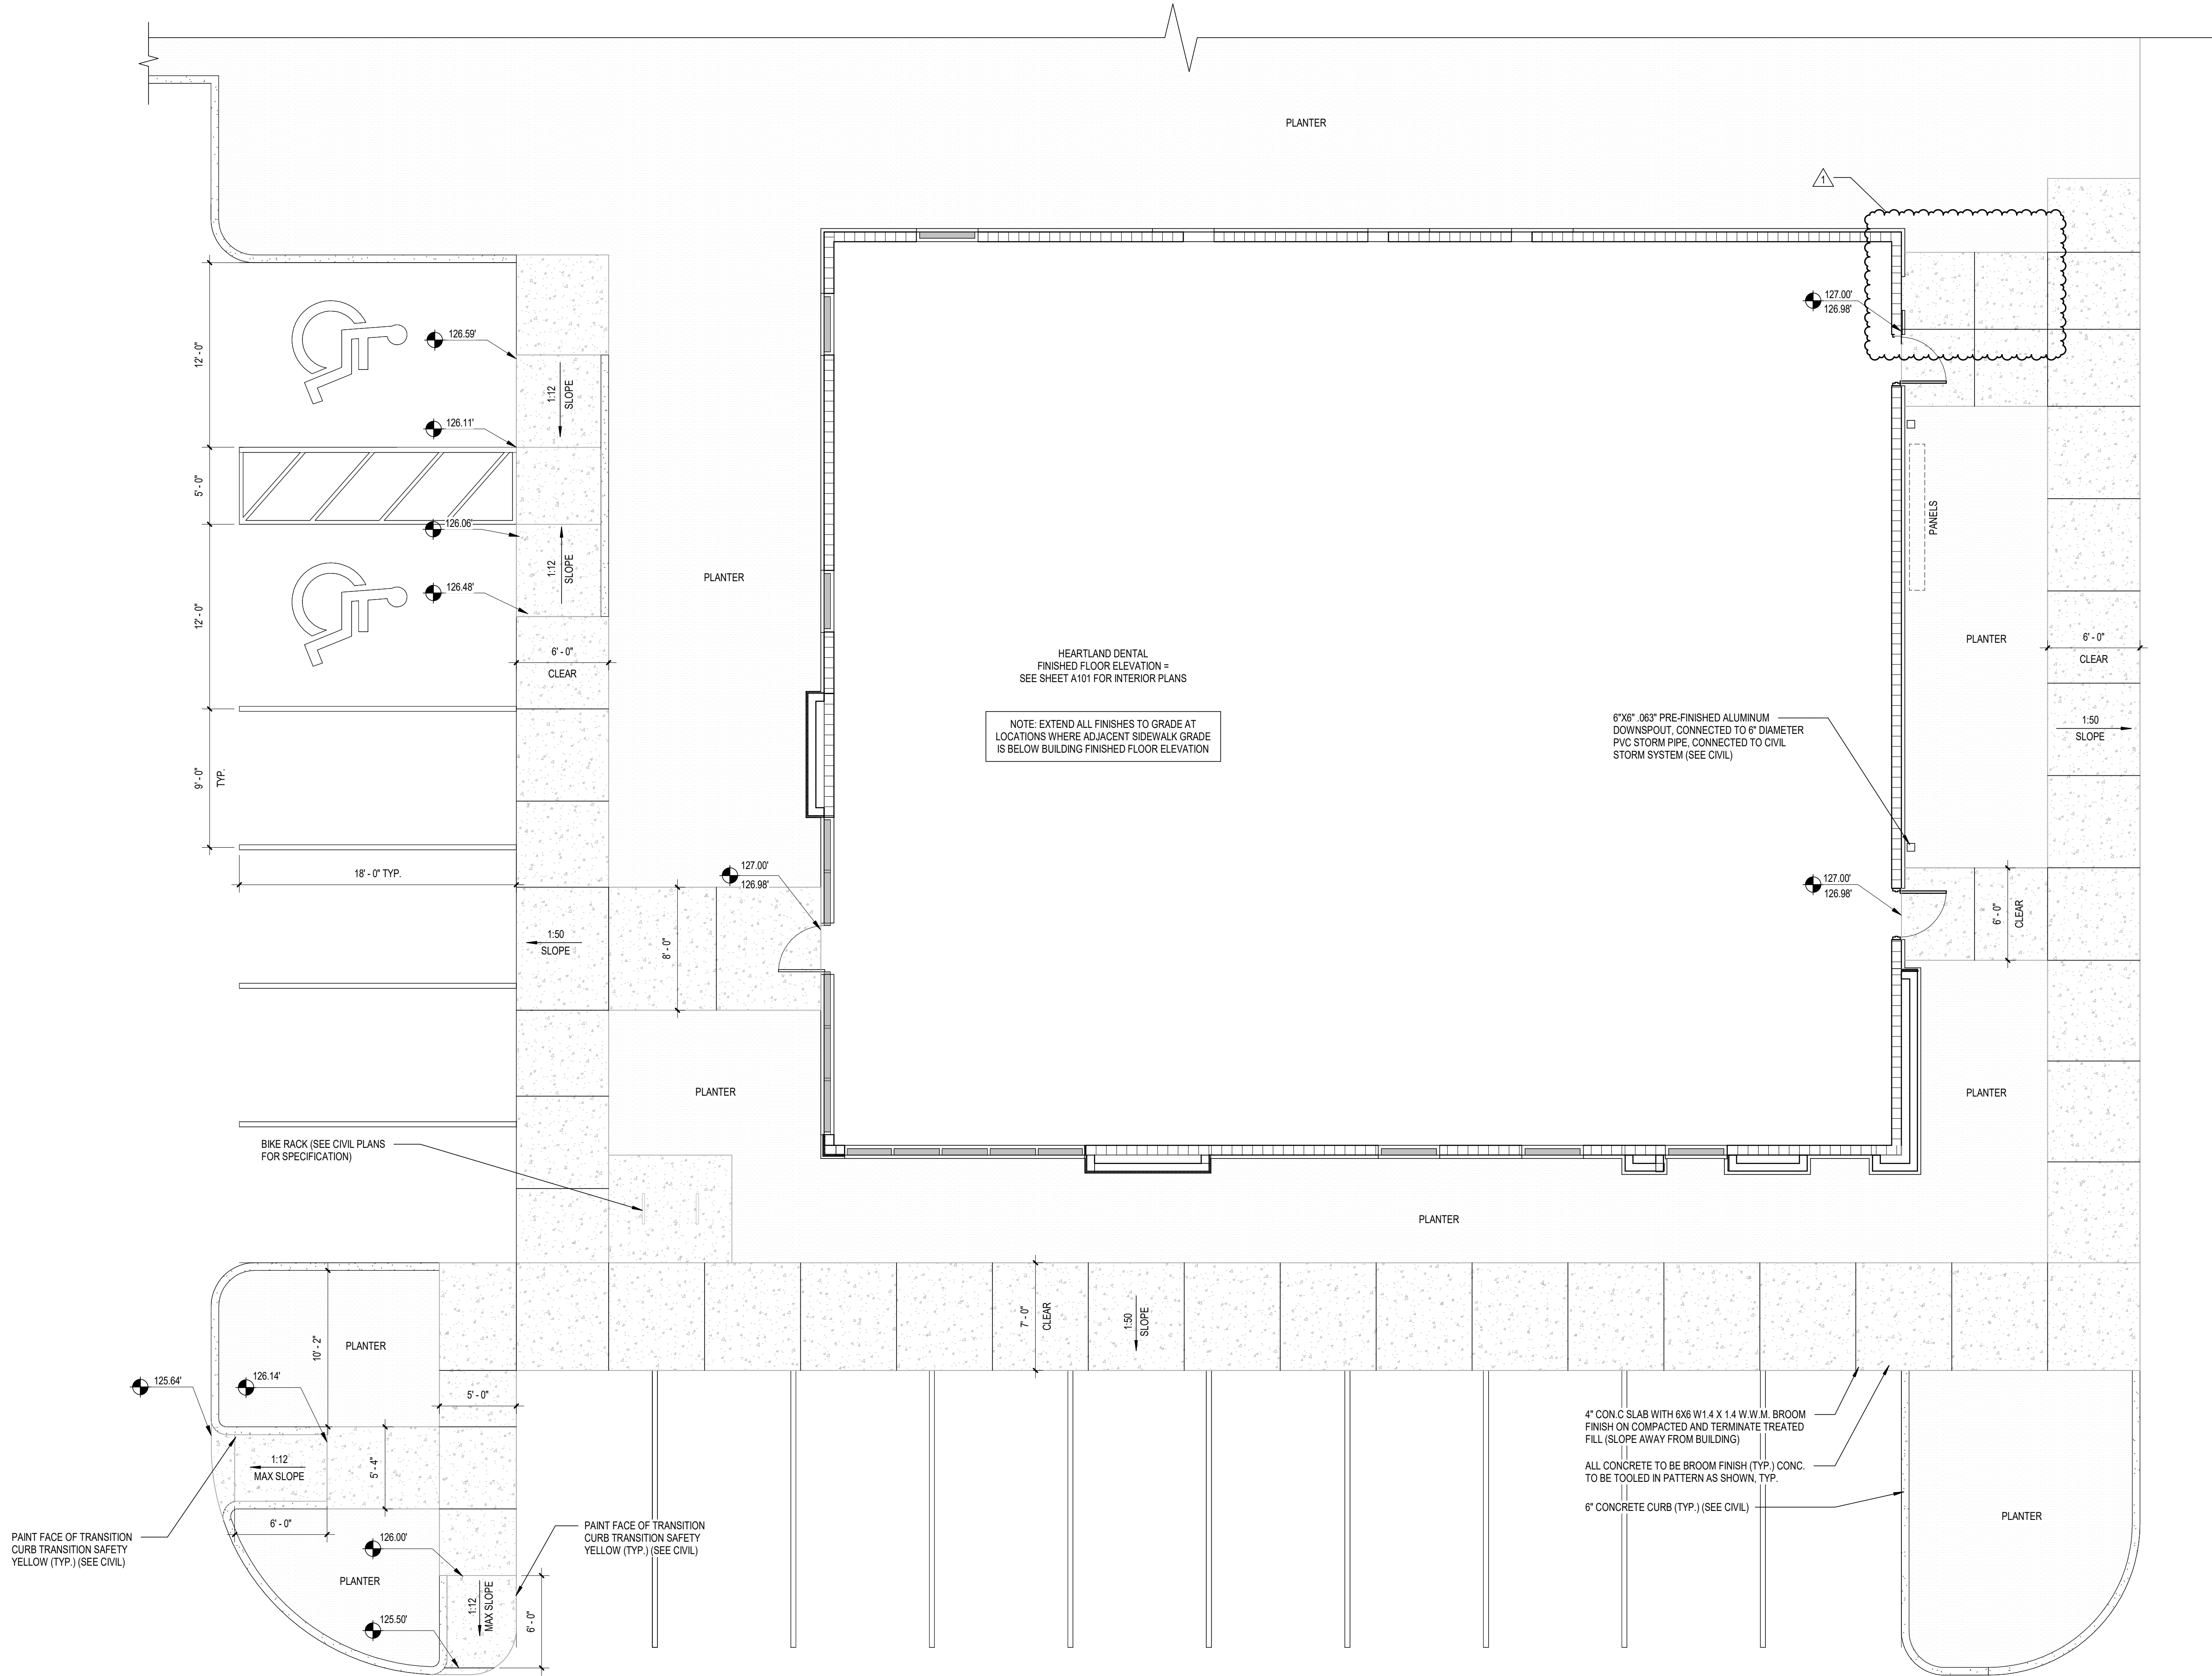 PLANTER
1
127.00'
126.98'
12' - 0"
126.59'
1:12
SLOPE
126.11'
5' - 0"
126.06'
1:12
SLOPE
126.48'
12' - 0"
PLANTER
PANELS
6' - 0"
CLEAR
HEARTLAND DENTAL
FINISHED FLOOR ELEVATION =
SEE SHEET A101 FOR INTERIOR PLANS
NOTE: EXTEND ALL FINISHES TO GRADE AT
LOCATIONS WHERE ADJACENT SIDEWALK GRADE
IS BELOW BUILDING FINISHED FLOOR ELEVATION
PLANTER
6' - 0"
CLEAR
6"X6" .063" PRE-FINISHED ALUMINUM
DOWNSPOUT, CONNECTED TO 6" DIAMETER
PVC STORM PIPE, CONNECTED TO CIVIL
STORM SYSTEM (SEE CIVIL)
1:50
SLOPE
9' - 0"
TYP.
18' - 0" TYP.
127.00'
126.98'
127.00'
126.98'
1:50
SLOPE
8' - 0"
6' - 0"
CLEAR
PLANTER
PLANTER
BIKE RACK (SEE CIVIL PLANS
FOR SPECIFICATION)
PLANTER
10' - 2"
PLANTER
7' - 0"
CLEAR
1:50
SLOPE
125.64'
126.14'
5' - 0"
1:12
MAX SLOPE
5' - 4"
6' - 0"
PAINT FACE OF TRANSITION
CURB TRANSITION SAFETY
YELLOW (TYP.) (SEE CIVIL)
126.00'
PLANTER
125.50'
1:12
MAX SLOPE
6' - 0"
PAINT FACE OF TRANSITION
CURB TRANSITION SAFETY
YELLOW (TYP.) (SEE CIVIL)
4" CON.C SLAB WITH 6X6 W1.4 X 1.4 W.W.M. BROOM
FINISH ON COMPACTED AND TERMINATE TREATED
FILL (SLOPE AWAY FROM BUILDING)
ALL CONCRETE TO BE BROOM FINISH (TYP.) CONC.
TO BE TOOLED IN PATTERN AS SHOWN, TYP.
6" CONCRETE CURB (TYP.) (SEE CIVIL)
PLANTER